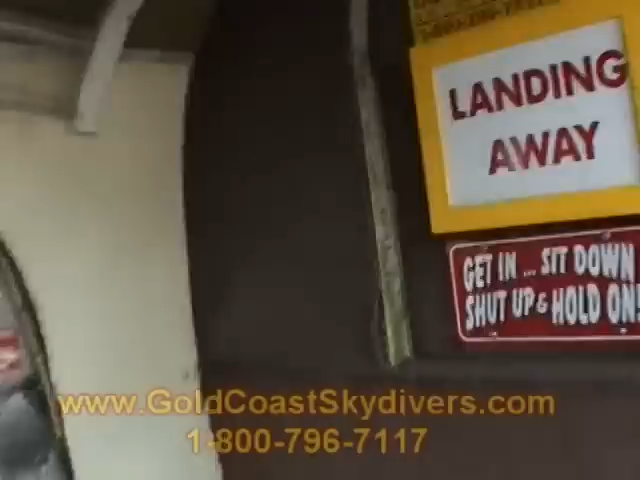 LANDING
AWAY
GET IN ... SIT DOWN
SHUT UP & HOLD ON!
www.GoldCoastSkydivers.com
1-800-796-7117